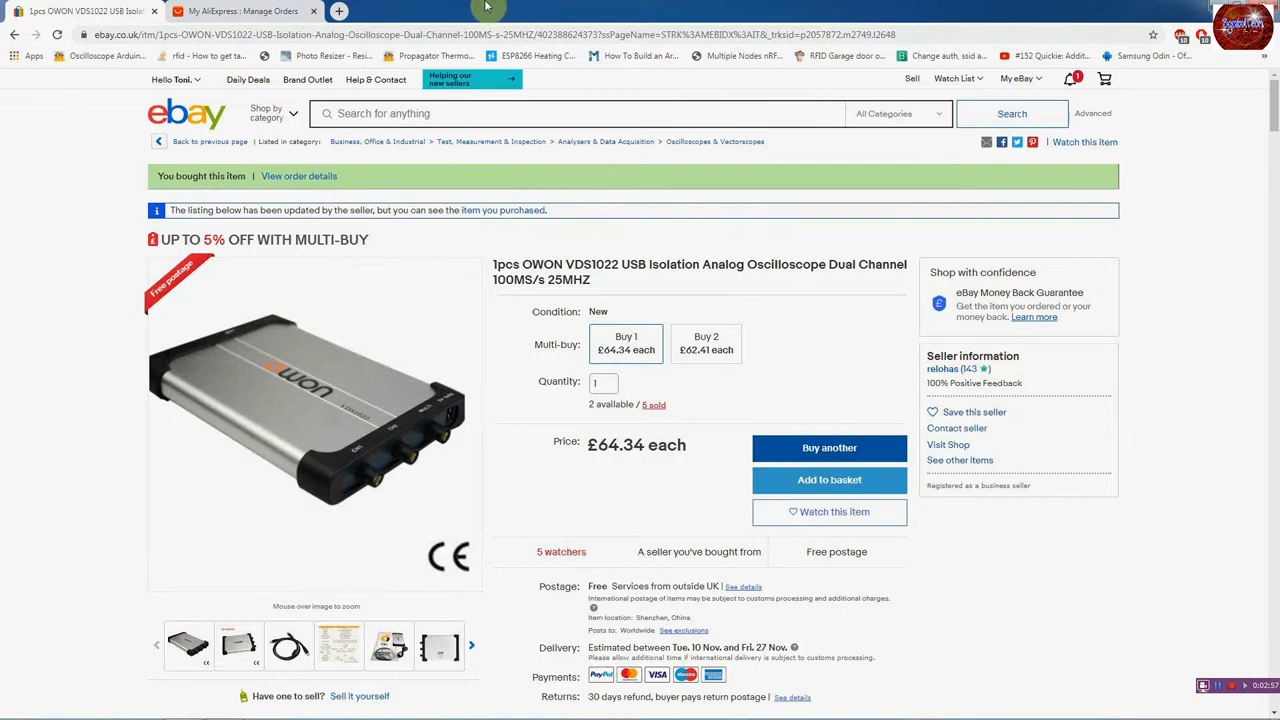 1pcs OWON VDS1022 USB Isolatio
My AliExpress : Manage Orders
ebay.co.uk/itm/1pcs-OWON-VDS1022-USB-Isolation-Analog-Oscilloscope-Dual-Channel-100MS-s-25MHZ/401888624373?ssPageName=STRK%3AMEBIDX%3AIT&_trksid=p2057872.m2749.l2648
Apps
Oscilloscope Arduin...
rfid - How to get ta...
Photo Resizer - Resi...
Propagator Thermo...
ESP8266 Heating C...
How To Build an Ar...
Multiple Nodes nRF...
RFID Garage door o...
Change auth, ssid a...
#152 Quickie: Addit...
Samsung Odin - Of...
Hello Toni.
Daily Deals
Brand Outlet
Help & Contact
Helping our
new sellers
Sell
Watch List
My eBay
1
ebay
Shop by
category
Search for anything
All Categories
Search
Advanced
Back to previous page | Listed in category:
Business, Office & Industrial > Test, Measurement & Inspection > Analysers & Data Acquisition > Oscilloscopes & Vectorscopes
| Watch this item
You bought this item | View order details
The listing below has been updated by the seller, but you can see the item you purchased.
UP TO 5% OFF WITH MULTI-BUY
Free postage
owon
VDS1022
CH1
CH2
MULTI
CE
Mouse over image to zoom
Have one to sell? Sell it yourself
1pcs OWON VDS1022 USB Isolation Analog Oscilloscope Dual Channel
100MS/s 25MHZ
Condition: New
Multi-buy:
Buy 1
£64.34 each
Buy 2
£62.41 each
Quantity: 1
2 available / 5 sold
Price: £64.34 each
Buy another
Add to basket
Watch this item
5 watchers
A seller you've bought from
Free postage
Postage: Free Services from outside UK | See details
International postage of items may be subject to customs processing and additional charges.
Item location: Shenzhen, China
Posts to: Worldwide See exclusions
Delivery: Estimated between Tue. 10 Nov. and Fri. 27 Nov.
Please allow additional time if international delivery is subject to customs processing.
Payments: PayPal VISA
Returns: 30 days refund, buyer pays return postage | See details
Shop with confidence
eBay Money Back Guarantee
Get the item you ordered or your
money back. Learn more
Seller information
relohas (143
100% Positive Feedback
Save this seller
Contact seller
Visit Shop
See other items
Registered as a business seller
0:02:57